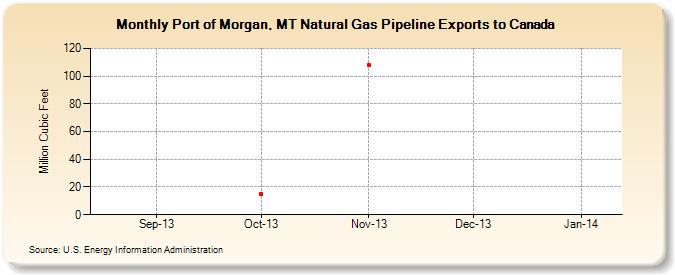 Monthly Port of Morgan, MT Natural Gas Pipeline Exports to Canada
Million Cubic Feet
120
100
80
60
40
20
0
Sep-13 Oct-13 Nov-13 Dec-13 Jan-14
Source: U.S. Energy Information Administration